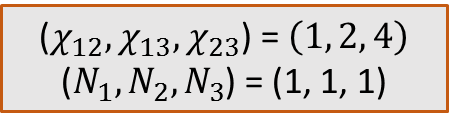 (χ₁₂, χ₁₃, χ₂₃) = (1, 2, 4)
(N₁, N₂, N₃) = (1, 1, 1)